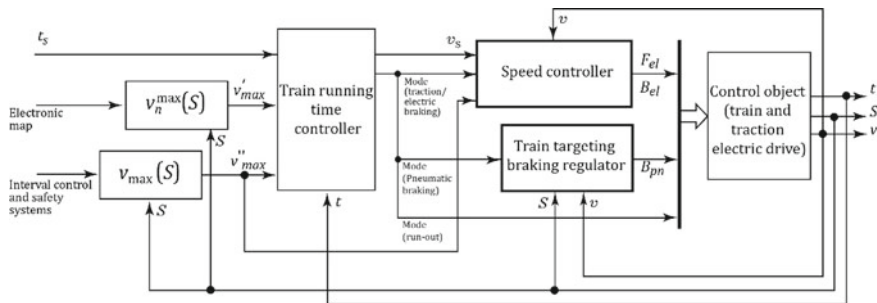 t_s
Electronic
map
Interval control
and safety
systems
v_n^max(S)
v_max(S)
v'_max
v''_max
S
S
Train running
time
controller
t
v_s
Mode
(traction/
electric
braking)
Mode
(Pneumatic
braking)
Mode
(run-out)
v
Speed controller
F_el
B_el
Train targeting
braking regulator
B_pn
S
v
Control object
(train and
traction
electric drive)
t
S
v